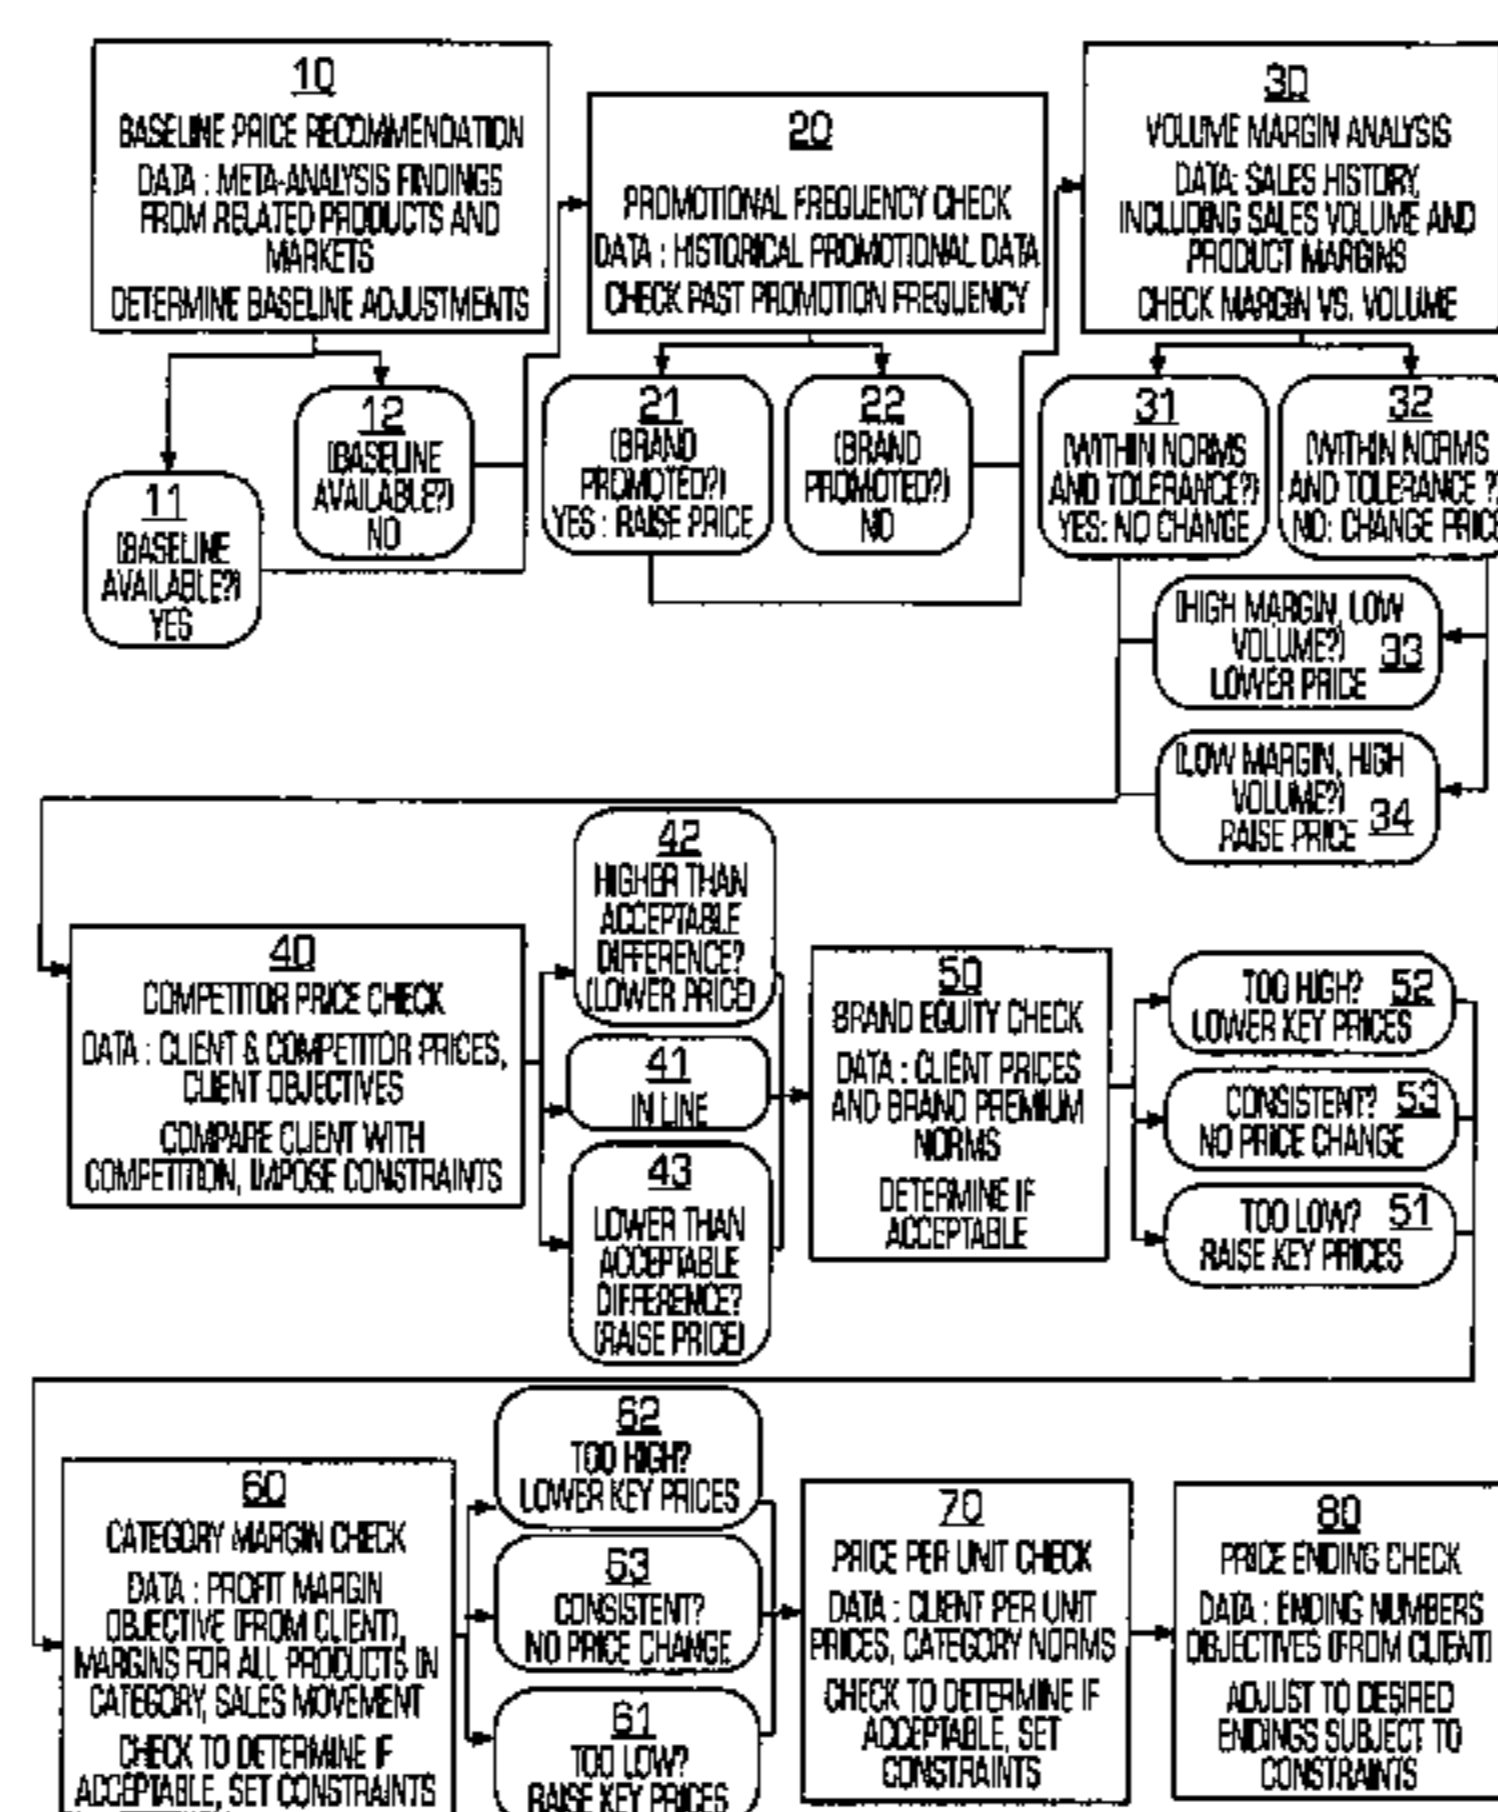 10
BASELINE PRICE RECOMMENDATION
DATA : META-ANALYSIS FINDINGS
FROM RELATED PRODUCTS AND
MARKETS
DETERMINE BASELINE ADJUSTMENTS
20
PROMOTIONAL FREQUENCY CHECK
DATA : HISTORICAL PROMOTIONAL DATA
CHECK PAST PROMOTION FREQUENCY
30
VOLUME MARGIN ANALYSIS
DATA: SALES HISTORY,
INCLUDING SALES VOLUME AND
PRODUCT MARGINS
CHECK MARGIN VS. VOLUME
11
(BASELINE
AVAILABLE?)
YES
12
(BASELINE
AVAILABLE?)
NO
21
(BRAND
PROMOTED?)
YES : RAISE PRICE
22
(BRAND
PROMOTED?)
NO
31
(WITHIN NORMS
AND TOLERANCE?)
YES: NO CHANGE
32
(WITHIN NORMS
AND TOLERANCE ?)
NO: CHANGE PRICE
(HIGH MARGIN, LOW
VOLUME?) 33
LOWER PRICE
(LOW MARGIN, HIGH
VOLUME?)
RAISE PRICE 34
40
COMPETITOR PRICE CHECK
DATA : CLIENT & COMPETITOR PRICES,
CLIENT OBJECTIVES
COMPARE CLIENT WITH
COMPETITION, IMPOSE CONSTRAINTS
42
HIGHER THAN
ACCEPTABLE
DIFFERENCE?
(LOWER PRICE)
41
IN LINE
43
LOWER THAN
ACCEPTABLE
DIFFERENCE?
(RAISE PRICE)
50
BRAND EQUITY CHECK
DATA : CLIENT PRICES
AND BRAND PREMIUM
NORMS
DETERMINE IF
ACCEPTABLE
TOO HIGH? 52
LOWER KEY PRICES
CONSISTENT? 53
NO PRICE CHANGE
TOO LOW? 51
RAISE KEY PRICES
60
CATEGORY MARGIN CHECK
DATA : PROFIT MARGIN
OBJECTIVE (FROM CLIENT),
MARGINS FOR ALL PRODUCTS IN
CATEGORY, SALES MOVEMENT
CHECK TO DETERMINE IF
ACCEPTABLE, SET CONSTRAINTS
62
TOO HIGH?
LOWER KEY PRICES
63
CONSISTENT?
NO PRICE CHANGE
61
TOO LOW?
RAISE KEY PRICES
70
PRICE PER UNIT CHECK
DATA : CLIENT PER UNIT
PRICES, CATEGORY NORMS
CHECK TO DETERMINE IF
ACCEPTABLE, SET
CONSTRAINTS
80
PRICE ENDING CHECK
DATA : ENDING NUMBERS
OBJECTIVES (FROM CLIENT)
ADJUST TO DESIRED
ENDINGS SUBJECT TO
CONSTRAINTS